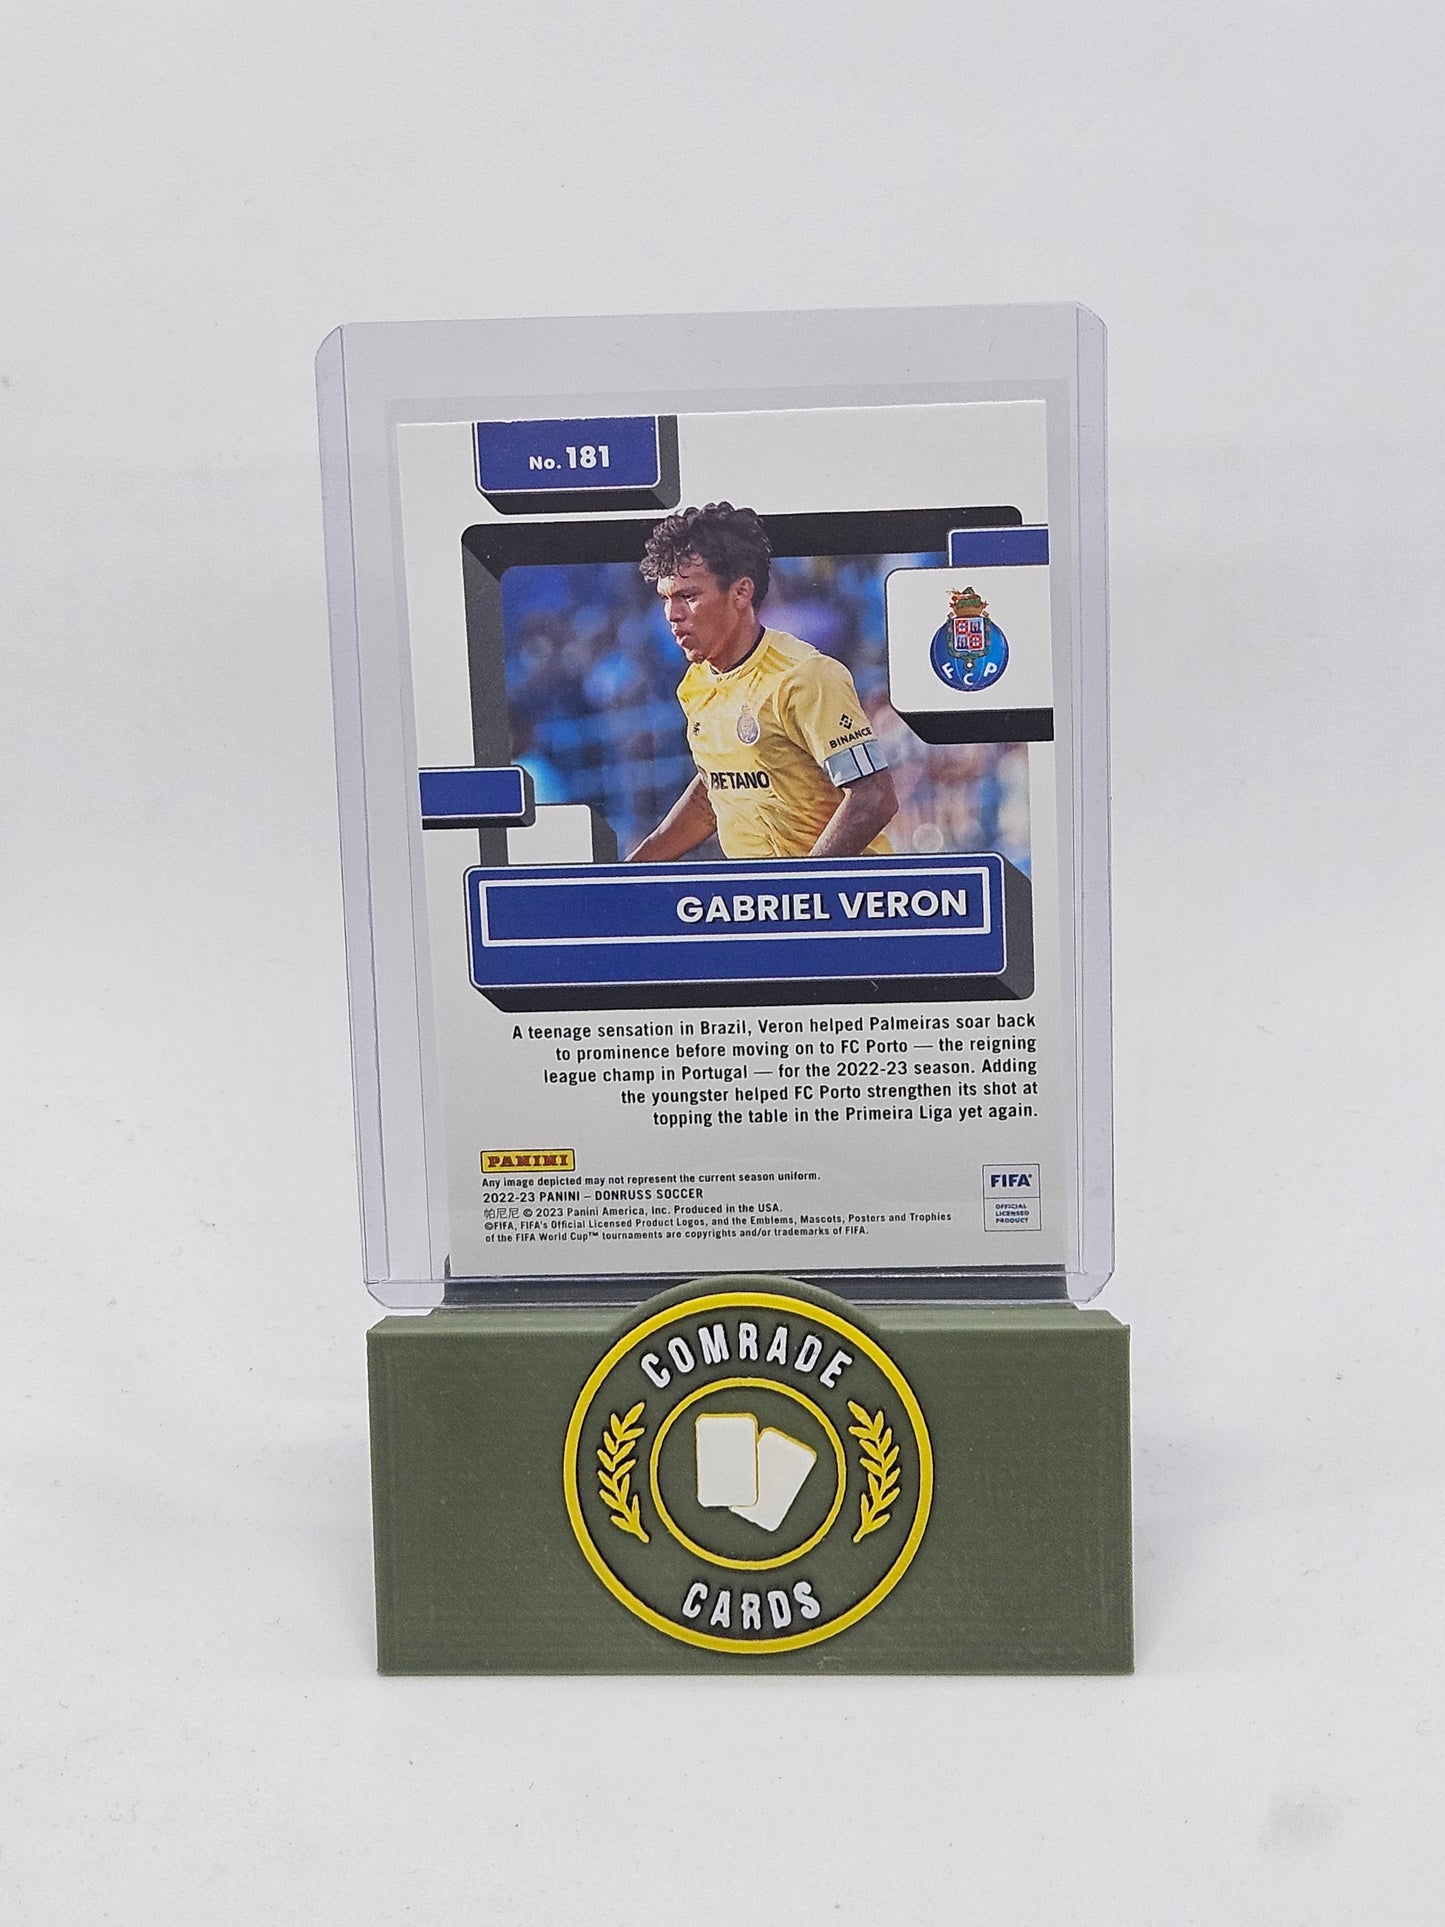 No. 181
FCP
BINANCE
BETANO
GABRIEL VERON
A teenage sensation in Brazil, Veron helped Palmeiras soar back
to prominence before moving on to FC Porto — the reigning
league champ in Portugal — for the 2022-23 season. Adding
the youngster helped FC Porto strengthen its shot at
topping the table in the Primeira Liga yet again.
PANINI
Any image depicted may not represent the current season uniform.
2022-23 PANINI – DONRUSS SOCCER
帕尼尼 © 2023 Panini America, Inc. Produced in the USA.
©FIFA, FIFA's Official Licensed Product Logos, and the Emblems, Mascots, Posters and Trophies
of the FIFA World Cup™ tournaments are copyrights and/or trademarks of FIFA.
FIFA®
OFFICIAL
LICENSED
PRODUCT
COMRADE
CARDS